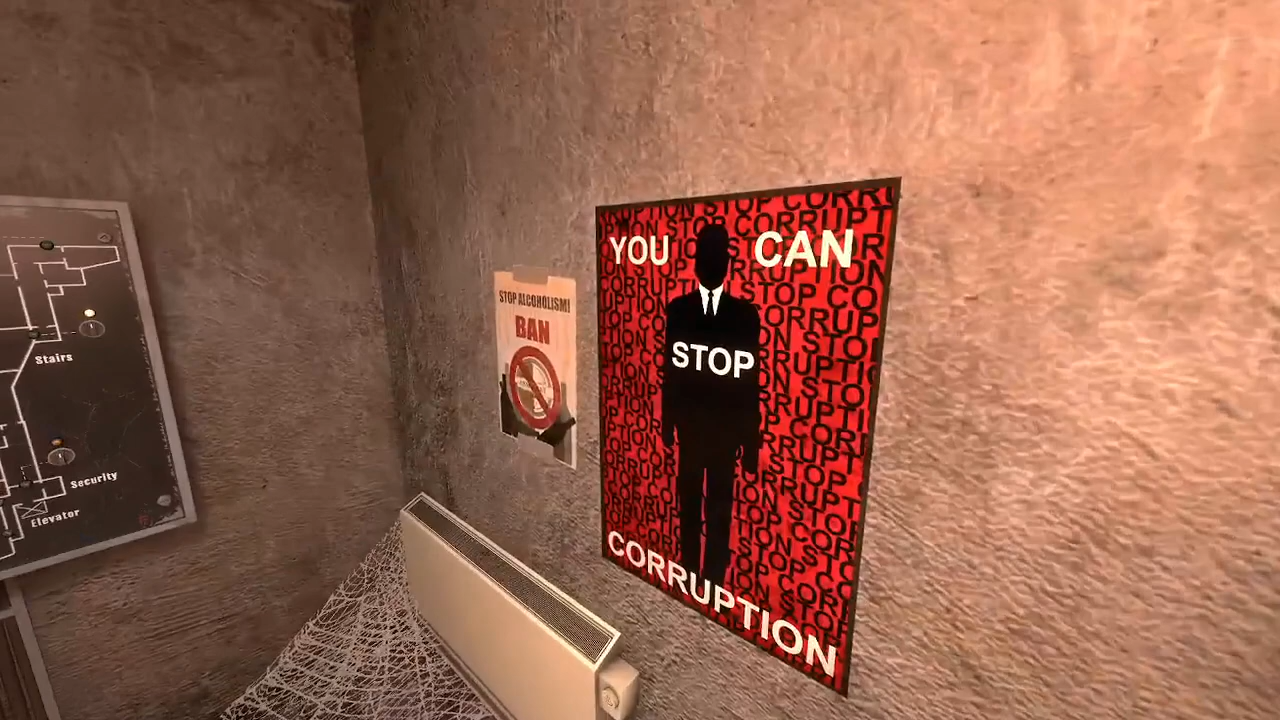 Stairs
Security
Elevator
STOP ALCOHOLISM!
BAN
YOU CAN
STOP
CORRUPTION